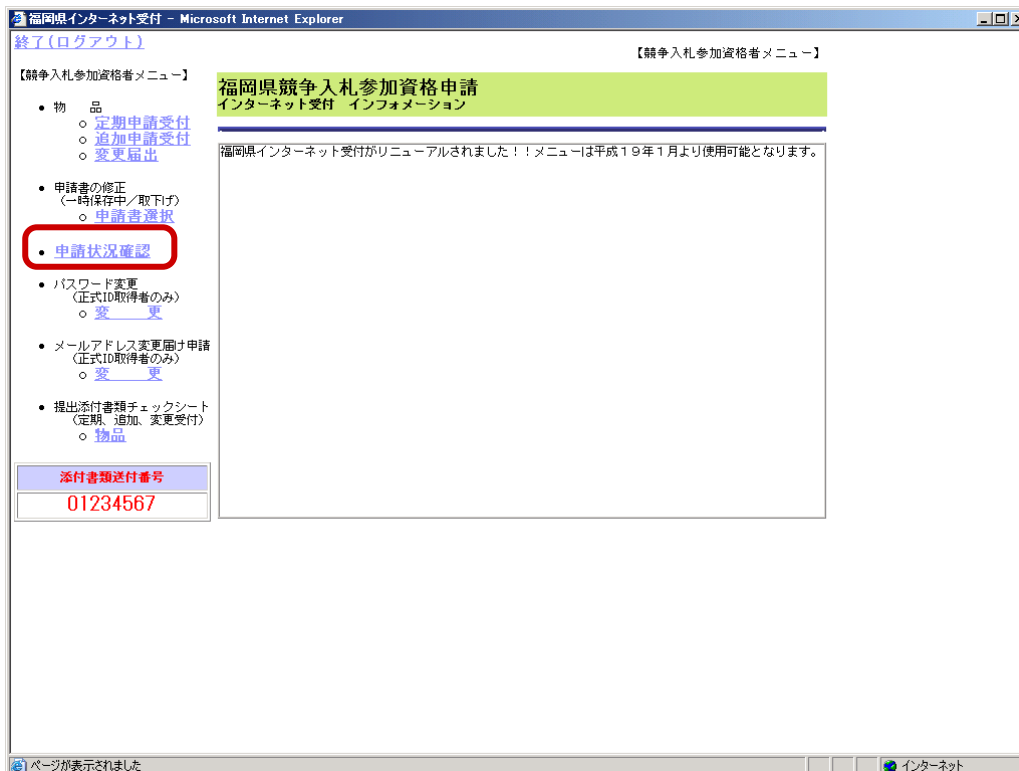 福岡県インターネット受付 - Microsoft Internet Explorer
終了(ログアウト)
【競争入札参加資格者メニュー】
【競争入札参加資格者メニュー】
福岡県競争入札参加資格申請
インターネット受付　インフォメーション
福岡県インターネット受付がリニューアルされました！！メニューは平成１９年１月より使用可能となります。
物　品
定期申請受付
追加申請受付
変更届出
申請書の修正
(一時保存中／取下げ)
申請書選択
申請状況確認
パスワード変更
(正式ID取得者のみ)
変　　更
メールアドレス変更届け申請
(正式ID取得者のみ)
変　　更
提出添付書類チェックシート
(定期、追加、変更受付)
物品
添付書類送付番号
01234567
ページが表示されました
インターネット